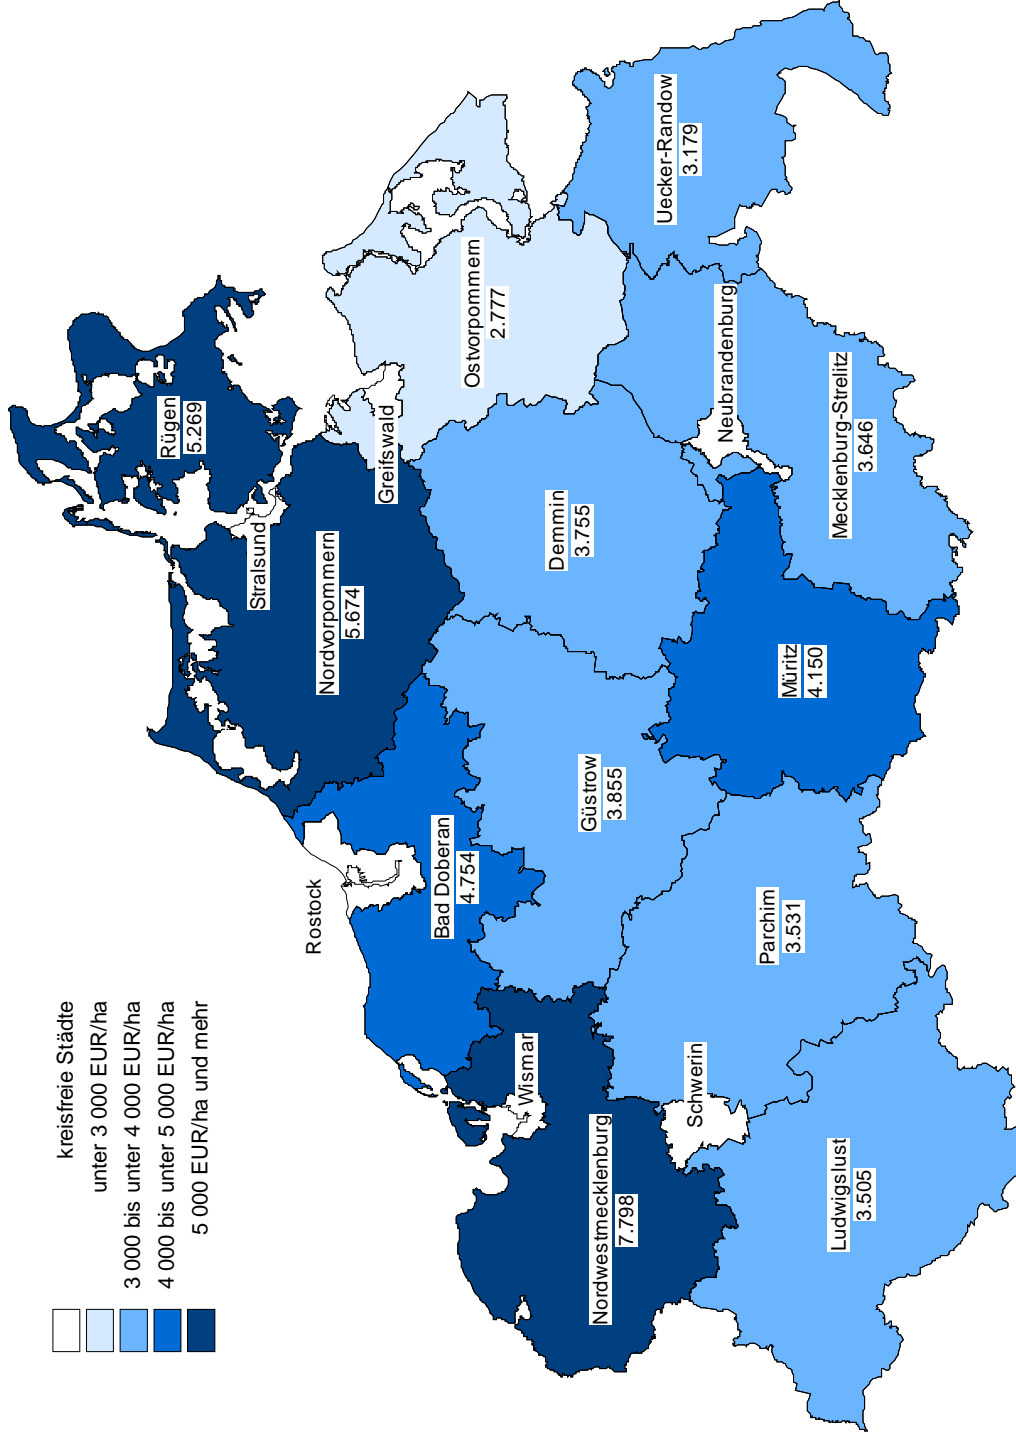 kreisfreie Städte
unter 3 000 EUR/ha
3 000 bis unter 4 000 EUR/ha
4 000 bis unter 5 000 EUR/ha
5 000 EUR/ha und mehr
Rügen
5.269
Stralsund
Nordvorpommern
5.674
Greifswald
Rostock
Ostvorpommern
2.777
Bad Doberan
4.754
Wismar
Demmin
3.755
Güstrow
3.855
Nordwestmecklenburg
7.798
Uecker-Randow
3.179
Schwerin
Neubrandenburg
Parchim
3.531
Müritz
4.150
Mecklenburg-Strelitz
3.646
Ludwigslust
3.505